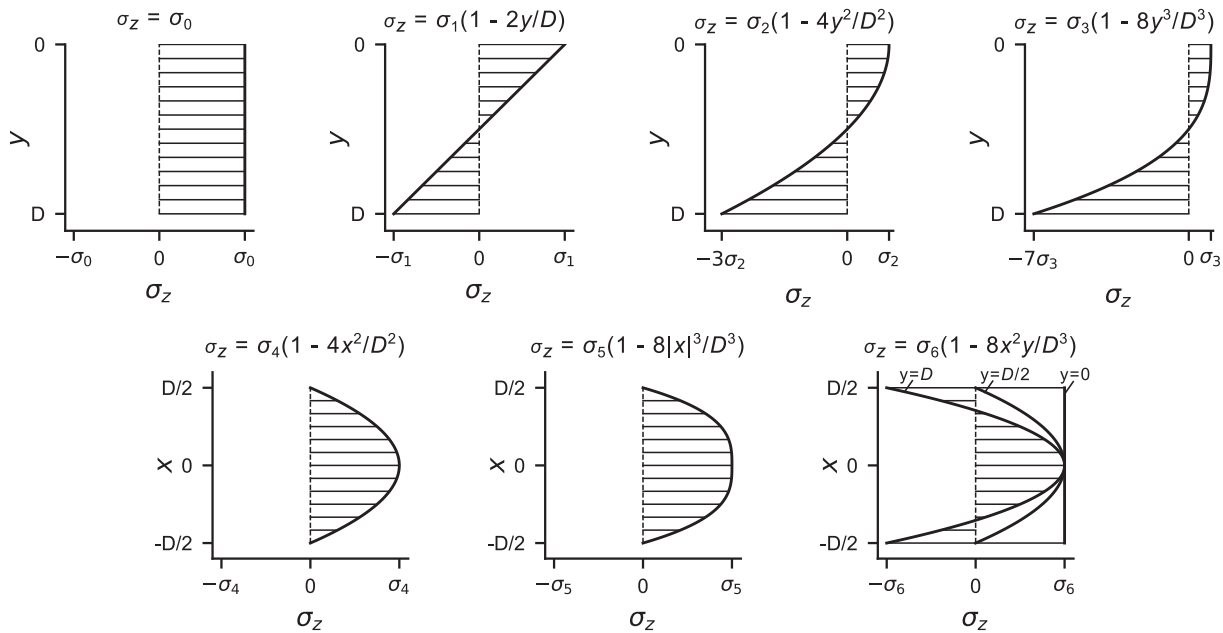 σz = σ0
0
y
D
−σ0 0 σ0
σz
σz = σ1(1 - 2y/D)
0
y
D
−σ1 0 σ1
σz
σz = σ2(1 - 4y²/D²)
0
y
D
−3σ2 0 σ2
σz
σz = σ3(1 - 8y³/D³)
0
y
D
−7σ3 0 σ3
σz
σz = σ4(1 - 4x²/D²)
D/2
x 0
-D/2
−σ4 0 σ4
σz
σz = σ5(1 - 8|x|³/D³)
D/2
x 0
-D/2
−σ5 0 σ5
σz
σz = σ6(1 - 8x²y/D³)
y=D y=D/2 y=0
D/2
x 0
-D/2
−σ6 0 σ6
σz